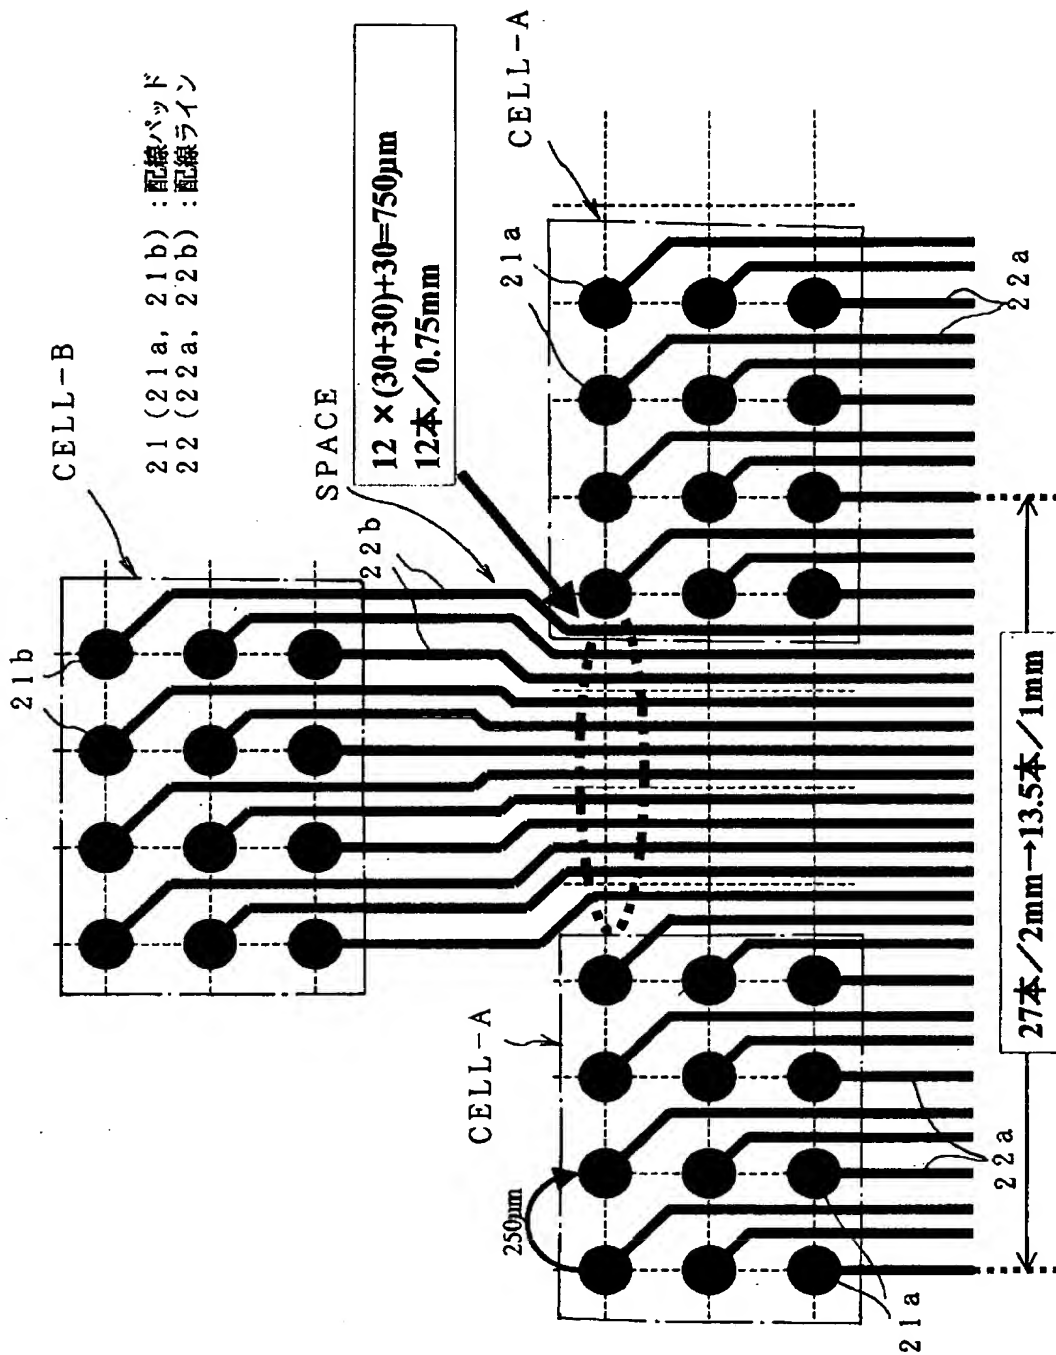 CELL-B
21b
21(21a, 21b):配線パッド
22(22a, 22b):配線ライン
SPACE
22b
12×(30+30)+30=750μm
12本/0.75mm
CELL-A
CELL-A
21a
250μm
21a
22a
22a
27本/2mm→13.5本/1mm